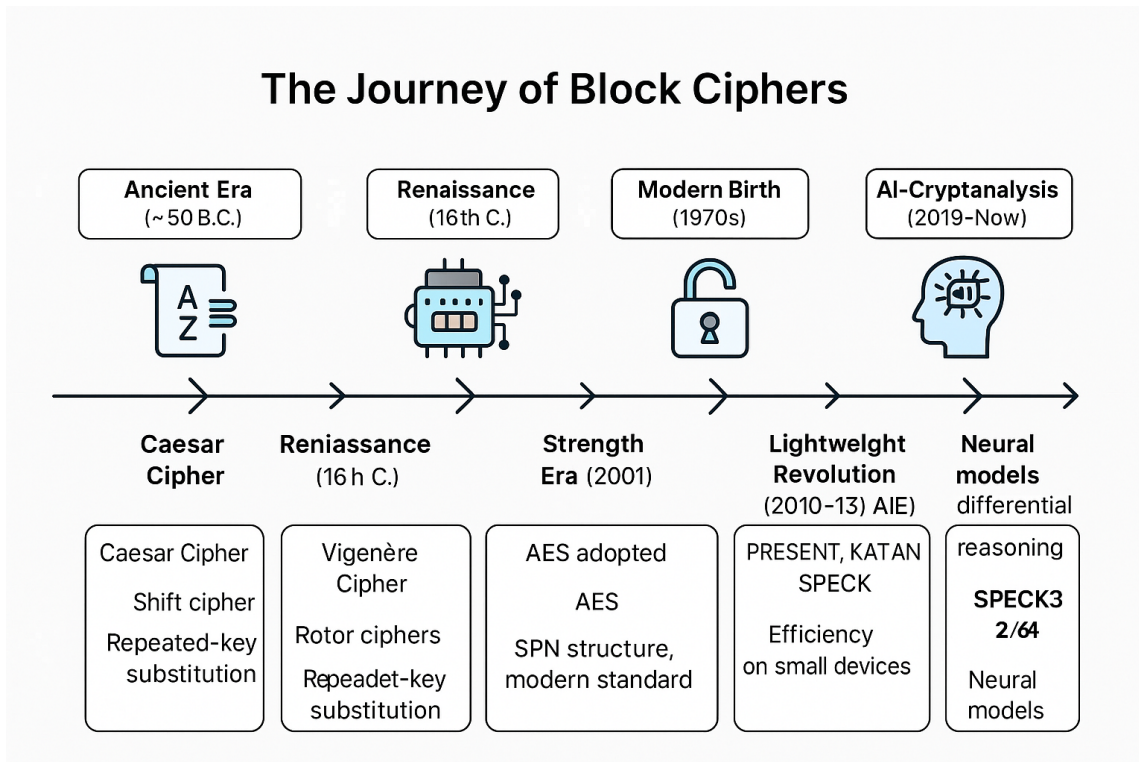 The Journey of Block Ciphers
Ancient Era
(~50 B.C.)
Renaissance
(16th C.)
Modern Birth
(1970s)
AI-Cryptanalysis
(2019-Now)
A
Z
Caesar
Cipher
Reniassance
(16h C.)
Strength
Era (2001)
Lightwelght
Revolution
(2010-13) AIE)
Neural
models
differential
Caesar Cipher
Shift cipher
Repeated-key
substitution
Vigenère
Cipher
Rotor ciphers
Repeadet-key
substitution
AES adopted
AES
SPN structure,
modern standard
PRESENT, KATAN
SPECK
Efficiency
on small devices
reasoning
SPECK3
2/64
Neural
models